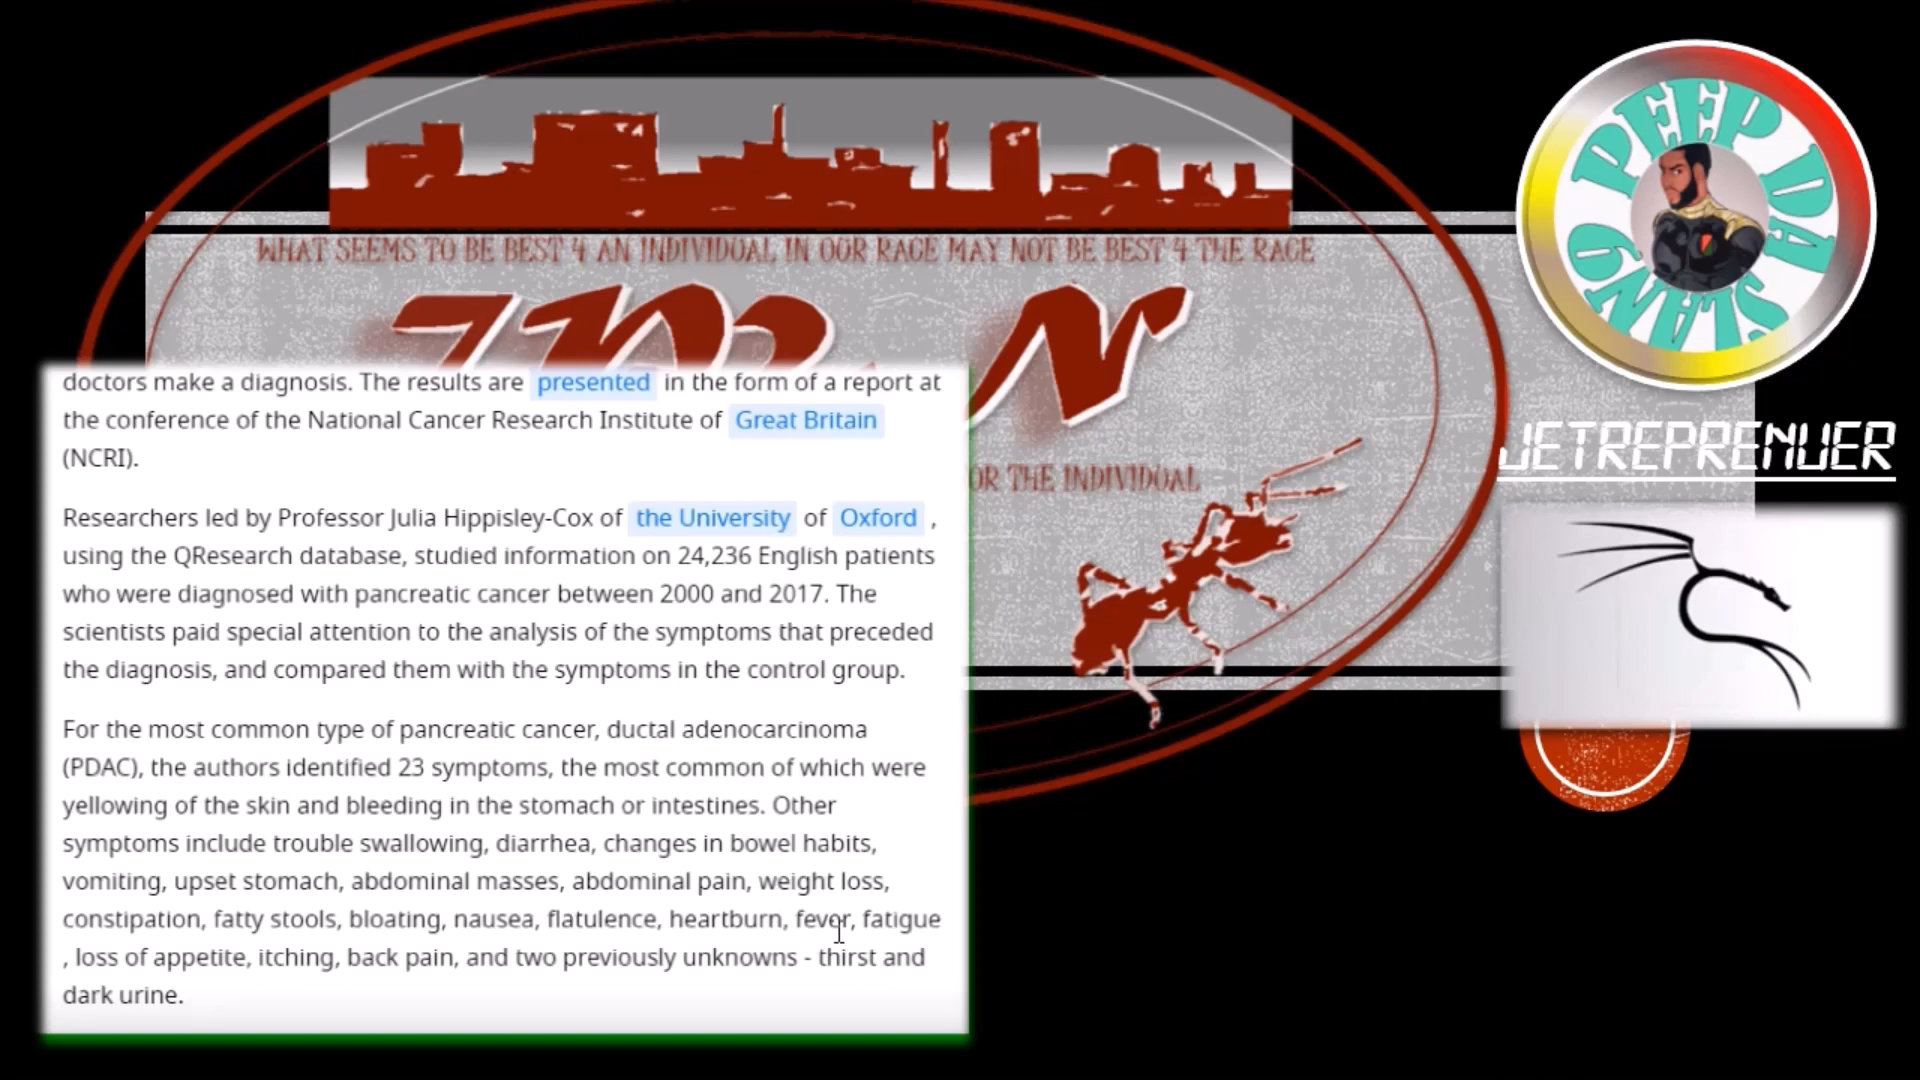 WHAT SEEMS TO BE BEST 4 AN INDIVIDUAL IN OUR RACE MAY NOT BE BEST 4 THE RACE
OR THE INDIVIDUAL
PEEP DA SLANG
JETREPRENUER
doctors make a diagnosis. The results are presented in the form of a report at
the conference of the National Cancer Research Institute of Great Britain
(NCRI).
Researchers led by Professor Julia Hippisley-Cox of the University of Oxford ,
using the QResearch database, studied information on 24,236 English patients
who were diagnosed with pancreatic cancer between 2000 and 2017. The
scientists paid special attention to the analysis of the symptoms that preceded
the diagnosis, and compared them with the symptoms in the control group.
For the most common type of pancreatic cancer, ductal adenocarcinoma
(PDAC), the authors identified 23 symptoms, the most common of which were
yellowing of the skin and bleeding in the stomach or intestines. Other
symptoms include trouble swallowing, diarrhea, changes in bowel habits,
vomiting, upset stomach, abdominal masses, abdominal pain, weight loss,
constipation, fatty stools, bloating, nausea, flatulence, heartburn, fever, fatigue
, loss of appetite, itching, back pain, and two previously unknowns - thirst and
dark urine.